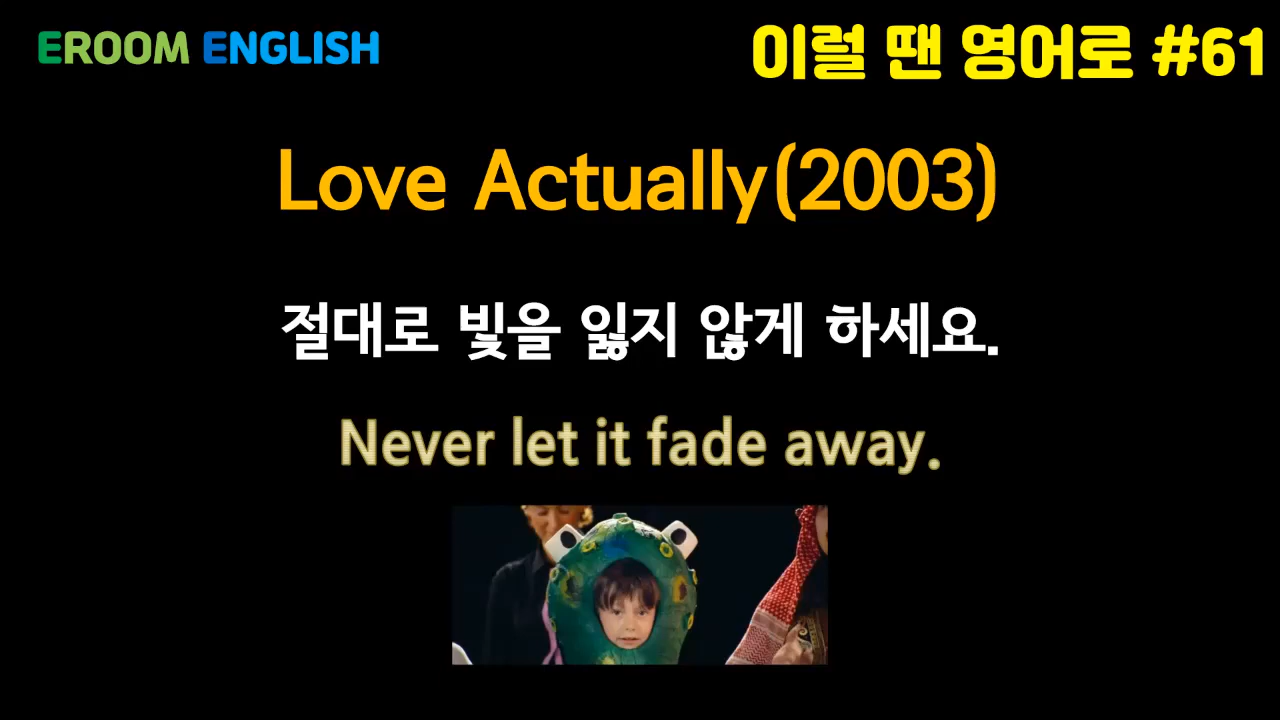 EROOM ENGLISH
이럴 땐 영어로 #61
Love Actually(2003)
절대로 빛을 잃지 않게 하세요.
Never let it fade away.